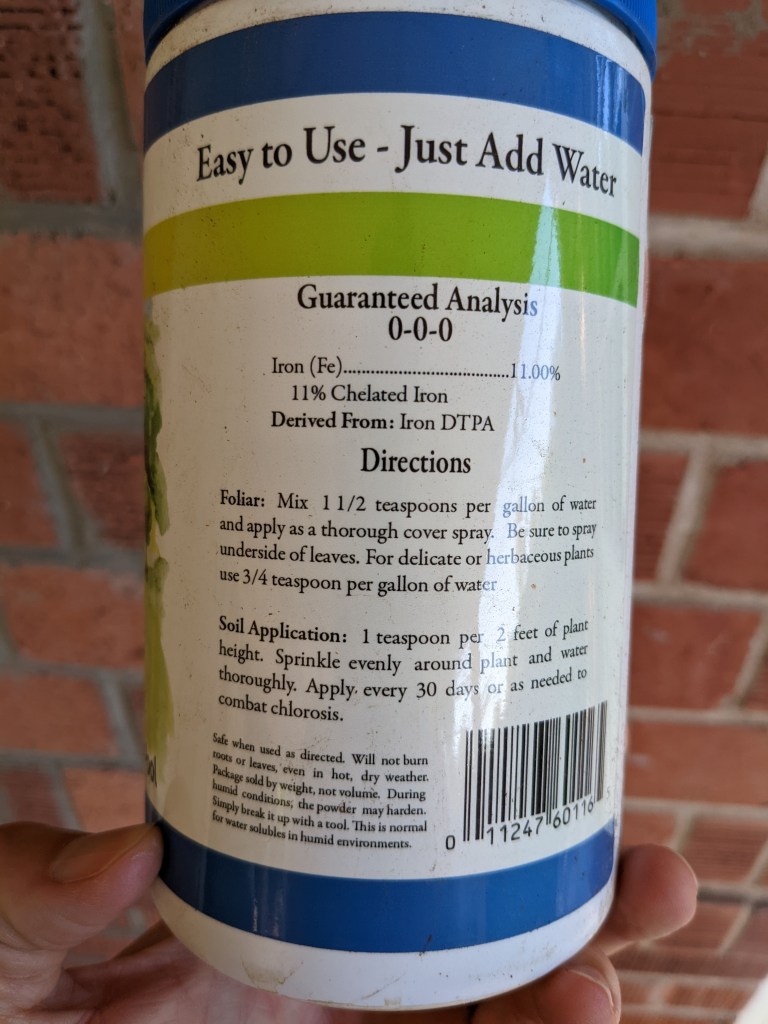 Easy to Use - Just Add Water
Guaranteed Analysis
0-0-0
Iron (Fe)......................................11.00%
11% Chelated Iron
Derived From: Iron DTPA
Directions
Foliar: Mix 1 1/2 teaspoons per gallon of water
and apply as a thorough cover spray. Be sure to spray
underside of leaves. For delicate or herbaceous plants
use 3/4 teaspoon per gallon of water
Soil Application: 1 teaspoon per 2 feet of plant
height. Sprinkle evenly around plant and water
thoroughly. Apply every 30 days or as needed to
combat chlorosis.
Safe when used as directed. Will not burn
roots or leaves, even in hot, dry weather.
Package sold by weight, not volume. During
humid conditions, the powder may harden.
Simply break it up with a tool. This is normal
for water solubles in humid environments.
0 11247 60116 5